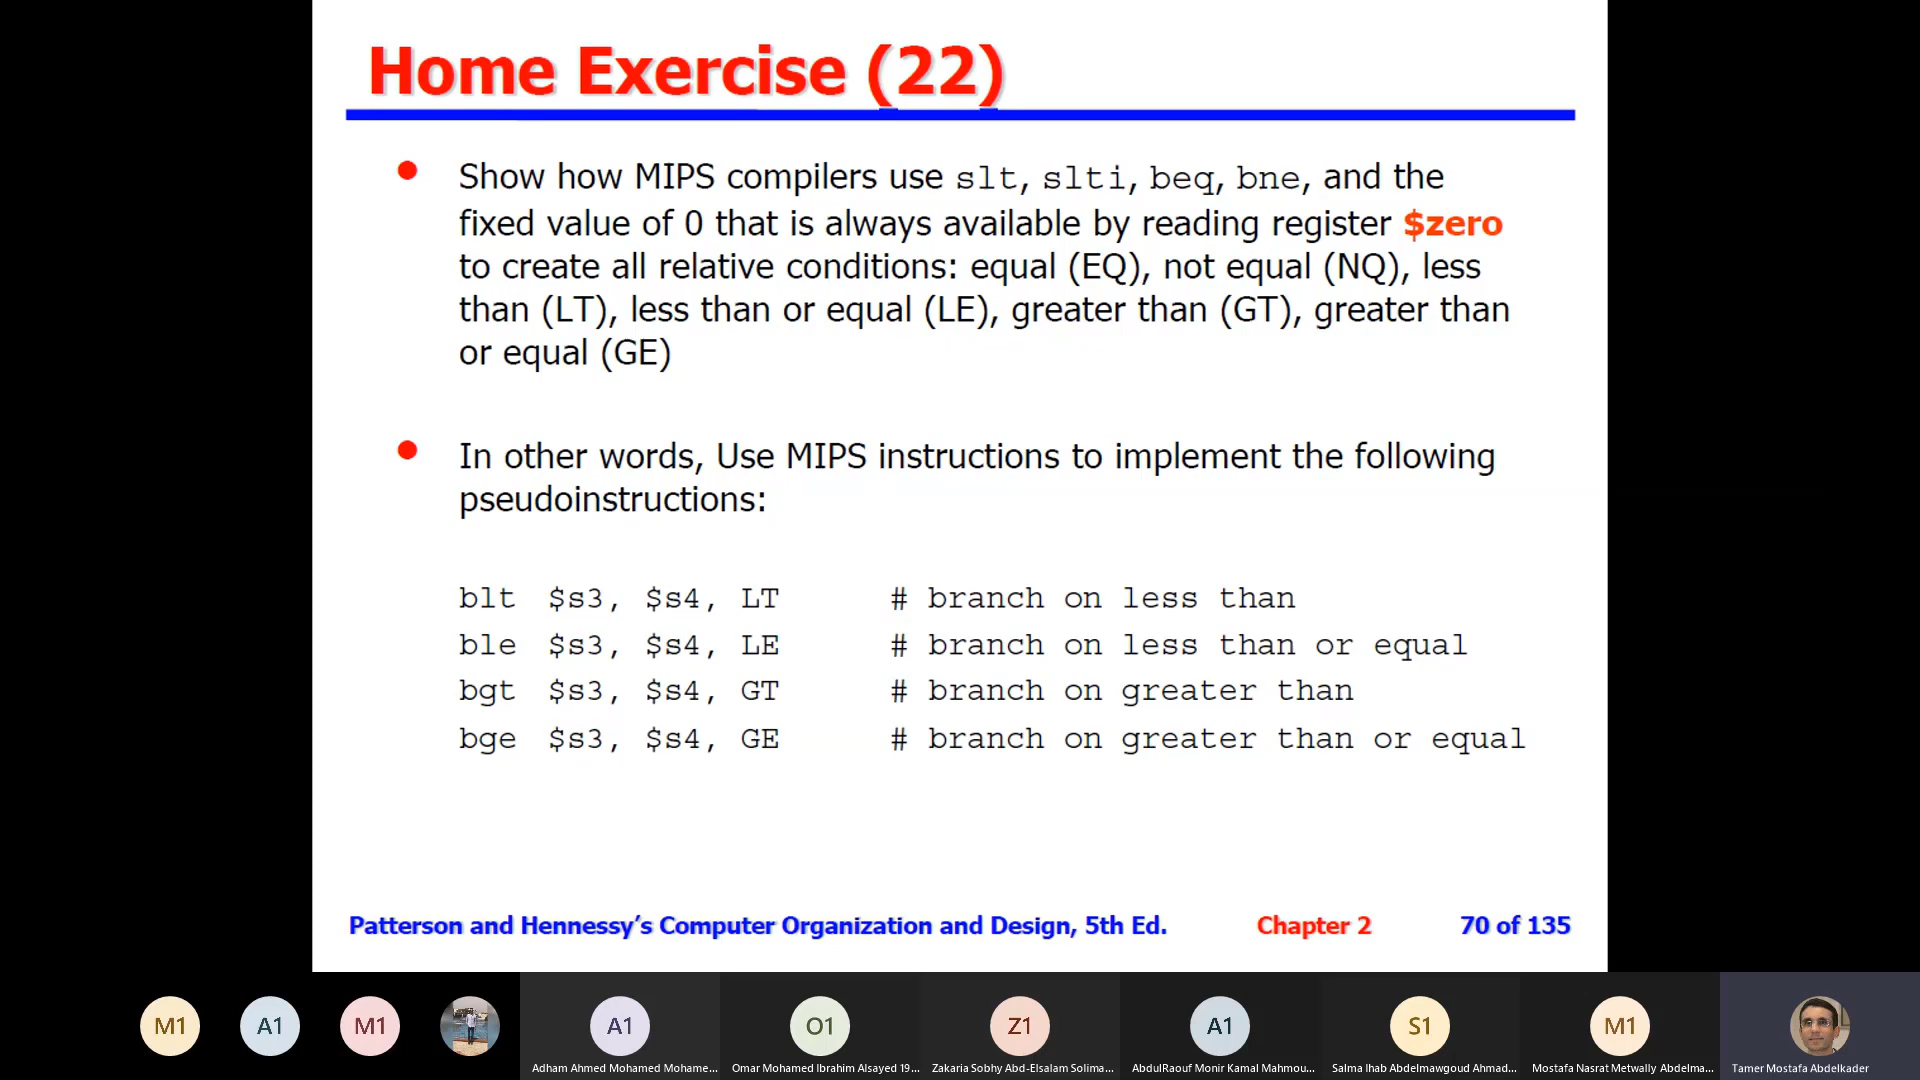 Home Exercise (22)
Show how MIPS compilers use slt, slti, beq, bne, and the
fixed value of 0 that is always available by reading register $zero
to create all relative conditions: equal (EQ), not equal (NQ), less
than (LT), less than or equal (LE), greater than (GT), greater than
or equal (GE)
In other words, Use MIPS instructions to implement the following
pseudoinstructions:
blt $s3, $s4, LT # branch on less than
ble $s3, $s4, LE # branch on less than or equal
bgt $s3, $s4, GT # branch on greater than
bge $s3, $s4, GE # branch on greater than or equal
Patterson and Hennessy's Computer Organization and Design, 5th Ed. Chapter 2 70 of 135
M1 A1 M1 A1 O1 Z1 A1 S1 M1
Adham Ahmed Mohamed Mohame... Omar Mohamed Ibrahim Alsayed 19... Zakaria Sobhy Abd-Elsalam Solima... AbdulRaouf Monir Kamal Mahmou... Salma Ihab Abdelmawgoud Ahmad... Mostafa Nasrat Metwally Abdelma... Tamer Mostafa Abdelkader